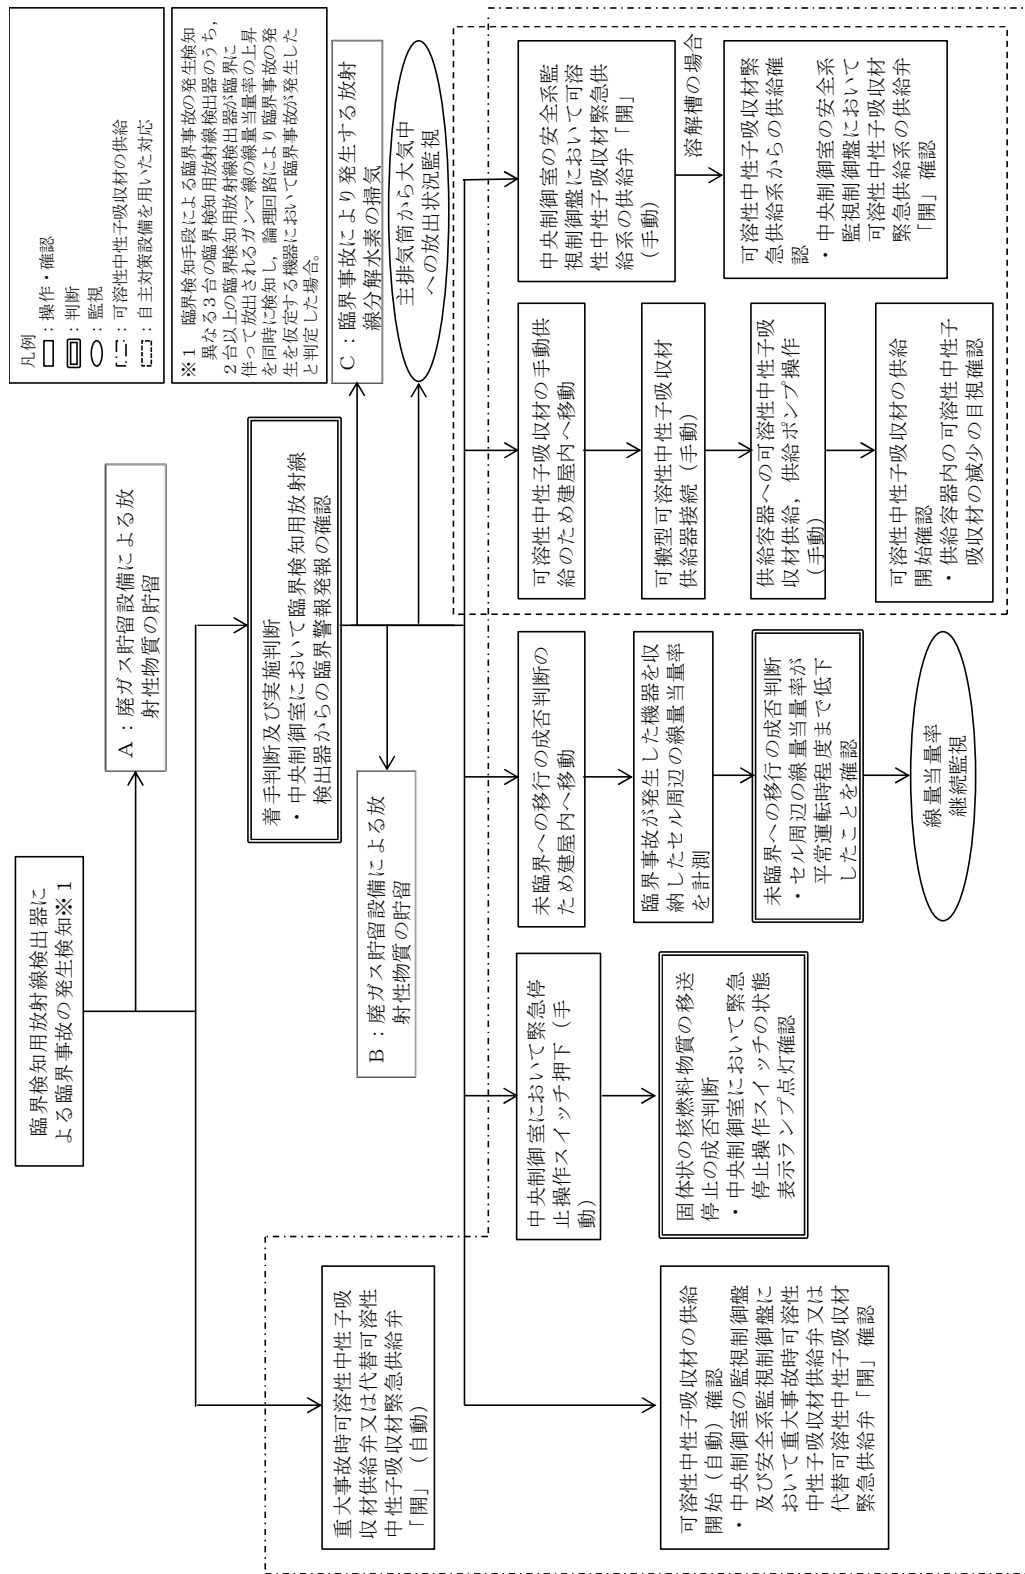 臨界検知用放射線検出器に
よる臨界事故の発生検知※1
凡例
：操作・確認
：判断
：監視
：可溶性中性子吸収材の供給
：自主対策設備を用いた対応
※1　臨界検知手段による臨界事故の発生検知
異なる3台の臨界検知用放射線検出器のうち，
2台以上の臨界検知用放射線検出器が臨界に
伴って放出されるガンマ線の線量当量率の上昇
を同時に検知し，論理回路により臨界事故の発
生を仮定する機器において臨界事故が発生した
と判定した場合。
A：廃ガス貯留設備による放
射性物質の貯留
着手判断及び実施判断
・中央制御室において臨界検知用放射線
検出器からの臨界警報発報の確認
C：臨界事故により発生する放射
線分解水素の掃気
主排気筒から大気中
への放出状況監視
B：廃ガス貯留設備による放
射性物質の貯留
重大事故時可溶性中性子吸
収材供給弁又は代替可溶性
中性子吸収材緊急供給弁
「開」（自動）
可溶性中性子吸収材の供給
開始（自動）確認
・中央制御室の監視制御盤
及び安全系監視制御盤に
おいて重大事故時可溶性
中性子吸収材供給弁又は
代替可溶性中性子吸収材
緊急供給弁「開」確認
中央制御室において緊急停
止操作スイッチ押下（手
動）
固体状の核燃料物質の移送
停止の成否判断
・中央制御室において緊急
停止操作スイッチの状態
表示ランプ点灯確認
未臨界への移行の成否判断の
ため建屋内へ移動
臨界事故が発生した機器を収
納したセル周辺の線量当量率
を計測
未臨界への移行の成否判断
・セル周辺の線量当量率が
平常運転時程度まで低下
したことを確認
線量当量率
継続監視
可溶性中性子吸収材の手動供
給のため建屋内へ移動
可搬型可溶性中性子吸収材
供給器接続（手動）
供給容器への可溶性中性子吸
収材供給，供給ポンプ操作
（手動）
可溶性中性子吸収材の供給
開始確認
・供給容器内の可溶性中性子
吸収材の減少の目視確認
中央制御室の安全系監
視制御盤において可溶
性中性子吸収材緊急供
給系の供給弁「開」
（手動）
溶解槽の場合
可溶性中性子吸収材緊
急供給系からの供給確
認
・中央制御室の安全系
監視制御盤において
可溶性中性子吸収材
緊急供給系の供給弁
「開」確認